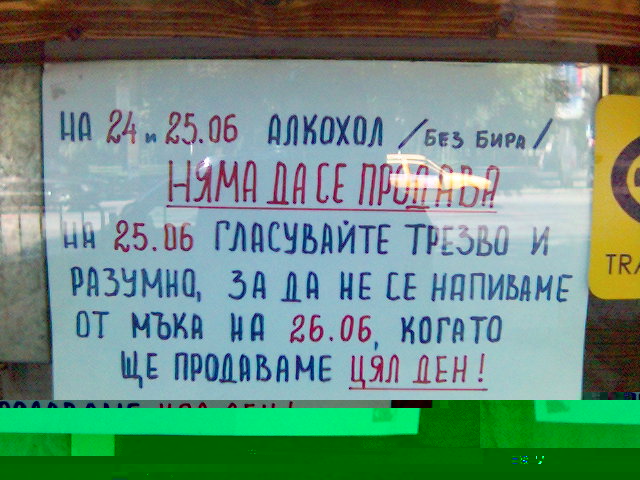 НА 24 и 25.06 АЛКОХОЛ /БЕЗ БИРА/
НЯМА ДА СЕ ПРОДАВА
НА 25.06 ГЛАСУВАЙТЕ ТРЕЗВО И
РАЗУМНО, ЗА ДА НЕ СЕ НАПИВАМЕ
ОТ МЪКА НА 26.06, КОГАТО
ЩЕ ПРОДАВАМЕ ЦЯЛ ДЕН!